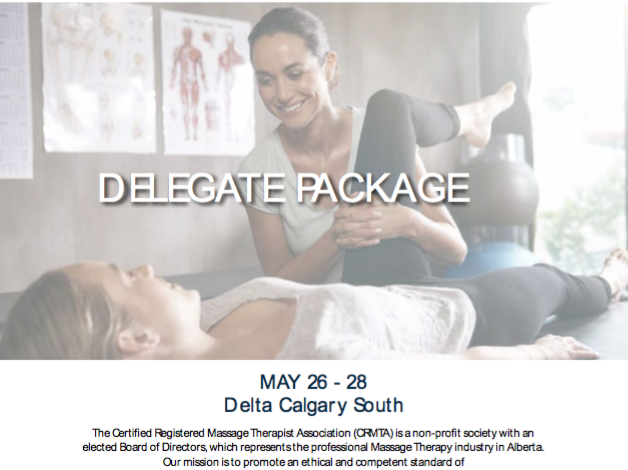 DELEGATE PACKAGE
MAY 26 - 28
Delta Calgary South
The Certified Registered Massage Therapist Association (CRMTA) is a non-profit society with an
elected Board of Directors, which represents the professional Massage Therapy industry in Alberta.
Our mission is to promote an ethical and competent standard of